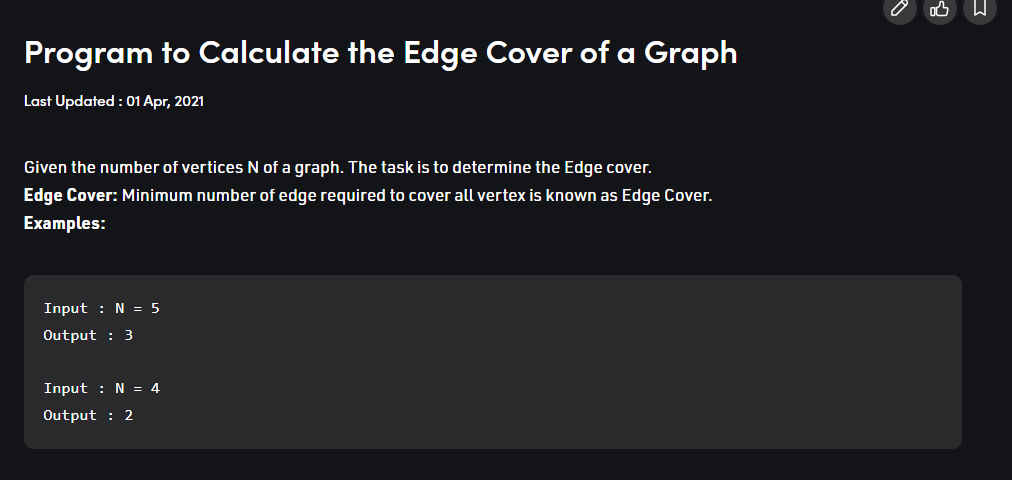 Program to Calculate the Edge Cover of a Graph
Last Updated : 01 Apr, 2021
Given the number of vertices N of a graph. The task is to determine the Edge cover.
Edge Cover: Minimum number of edge required to cover all vertex is known as Edge Cover.
Examples:
Input : N = 5
Output : 3
Input : N = 4
Output : 2